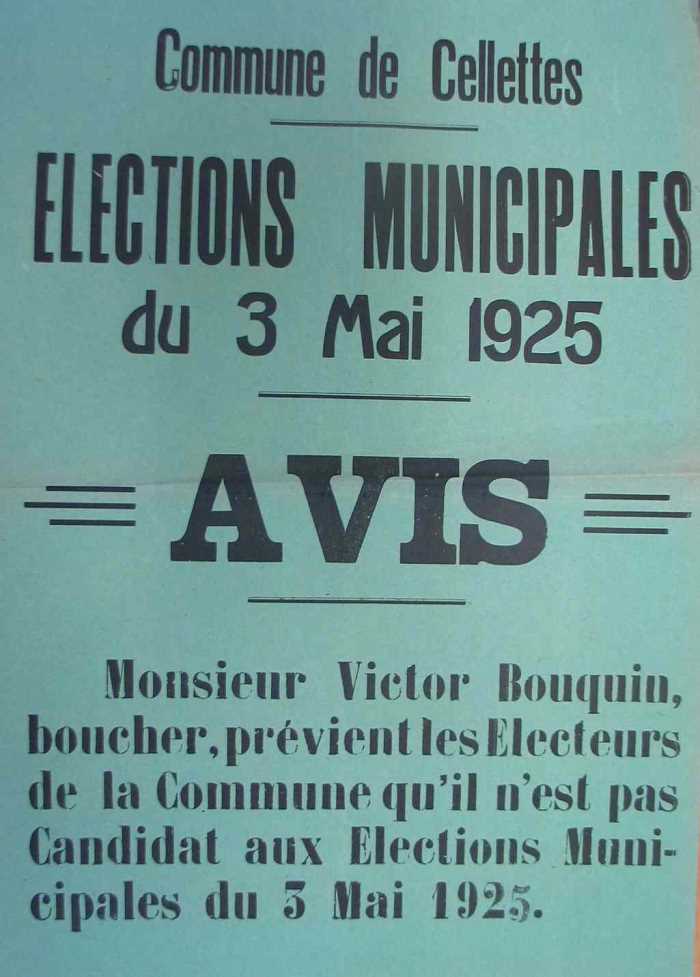 Commune de Cellettes
ELECTIONS MUNICIPALES
du 3 Mai 1925
AVIS
Monsieur Victor Bouquin,
boucher, prévient les Electeurs
de la Commune qu'il n'est pas
Candidat aux Elections Muni-
cipales du 3 Mai 1925.